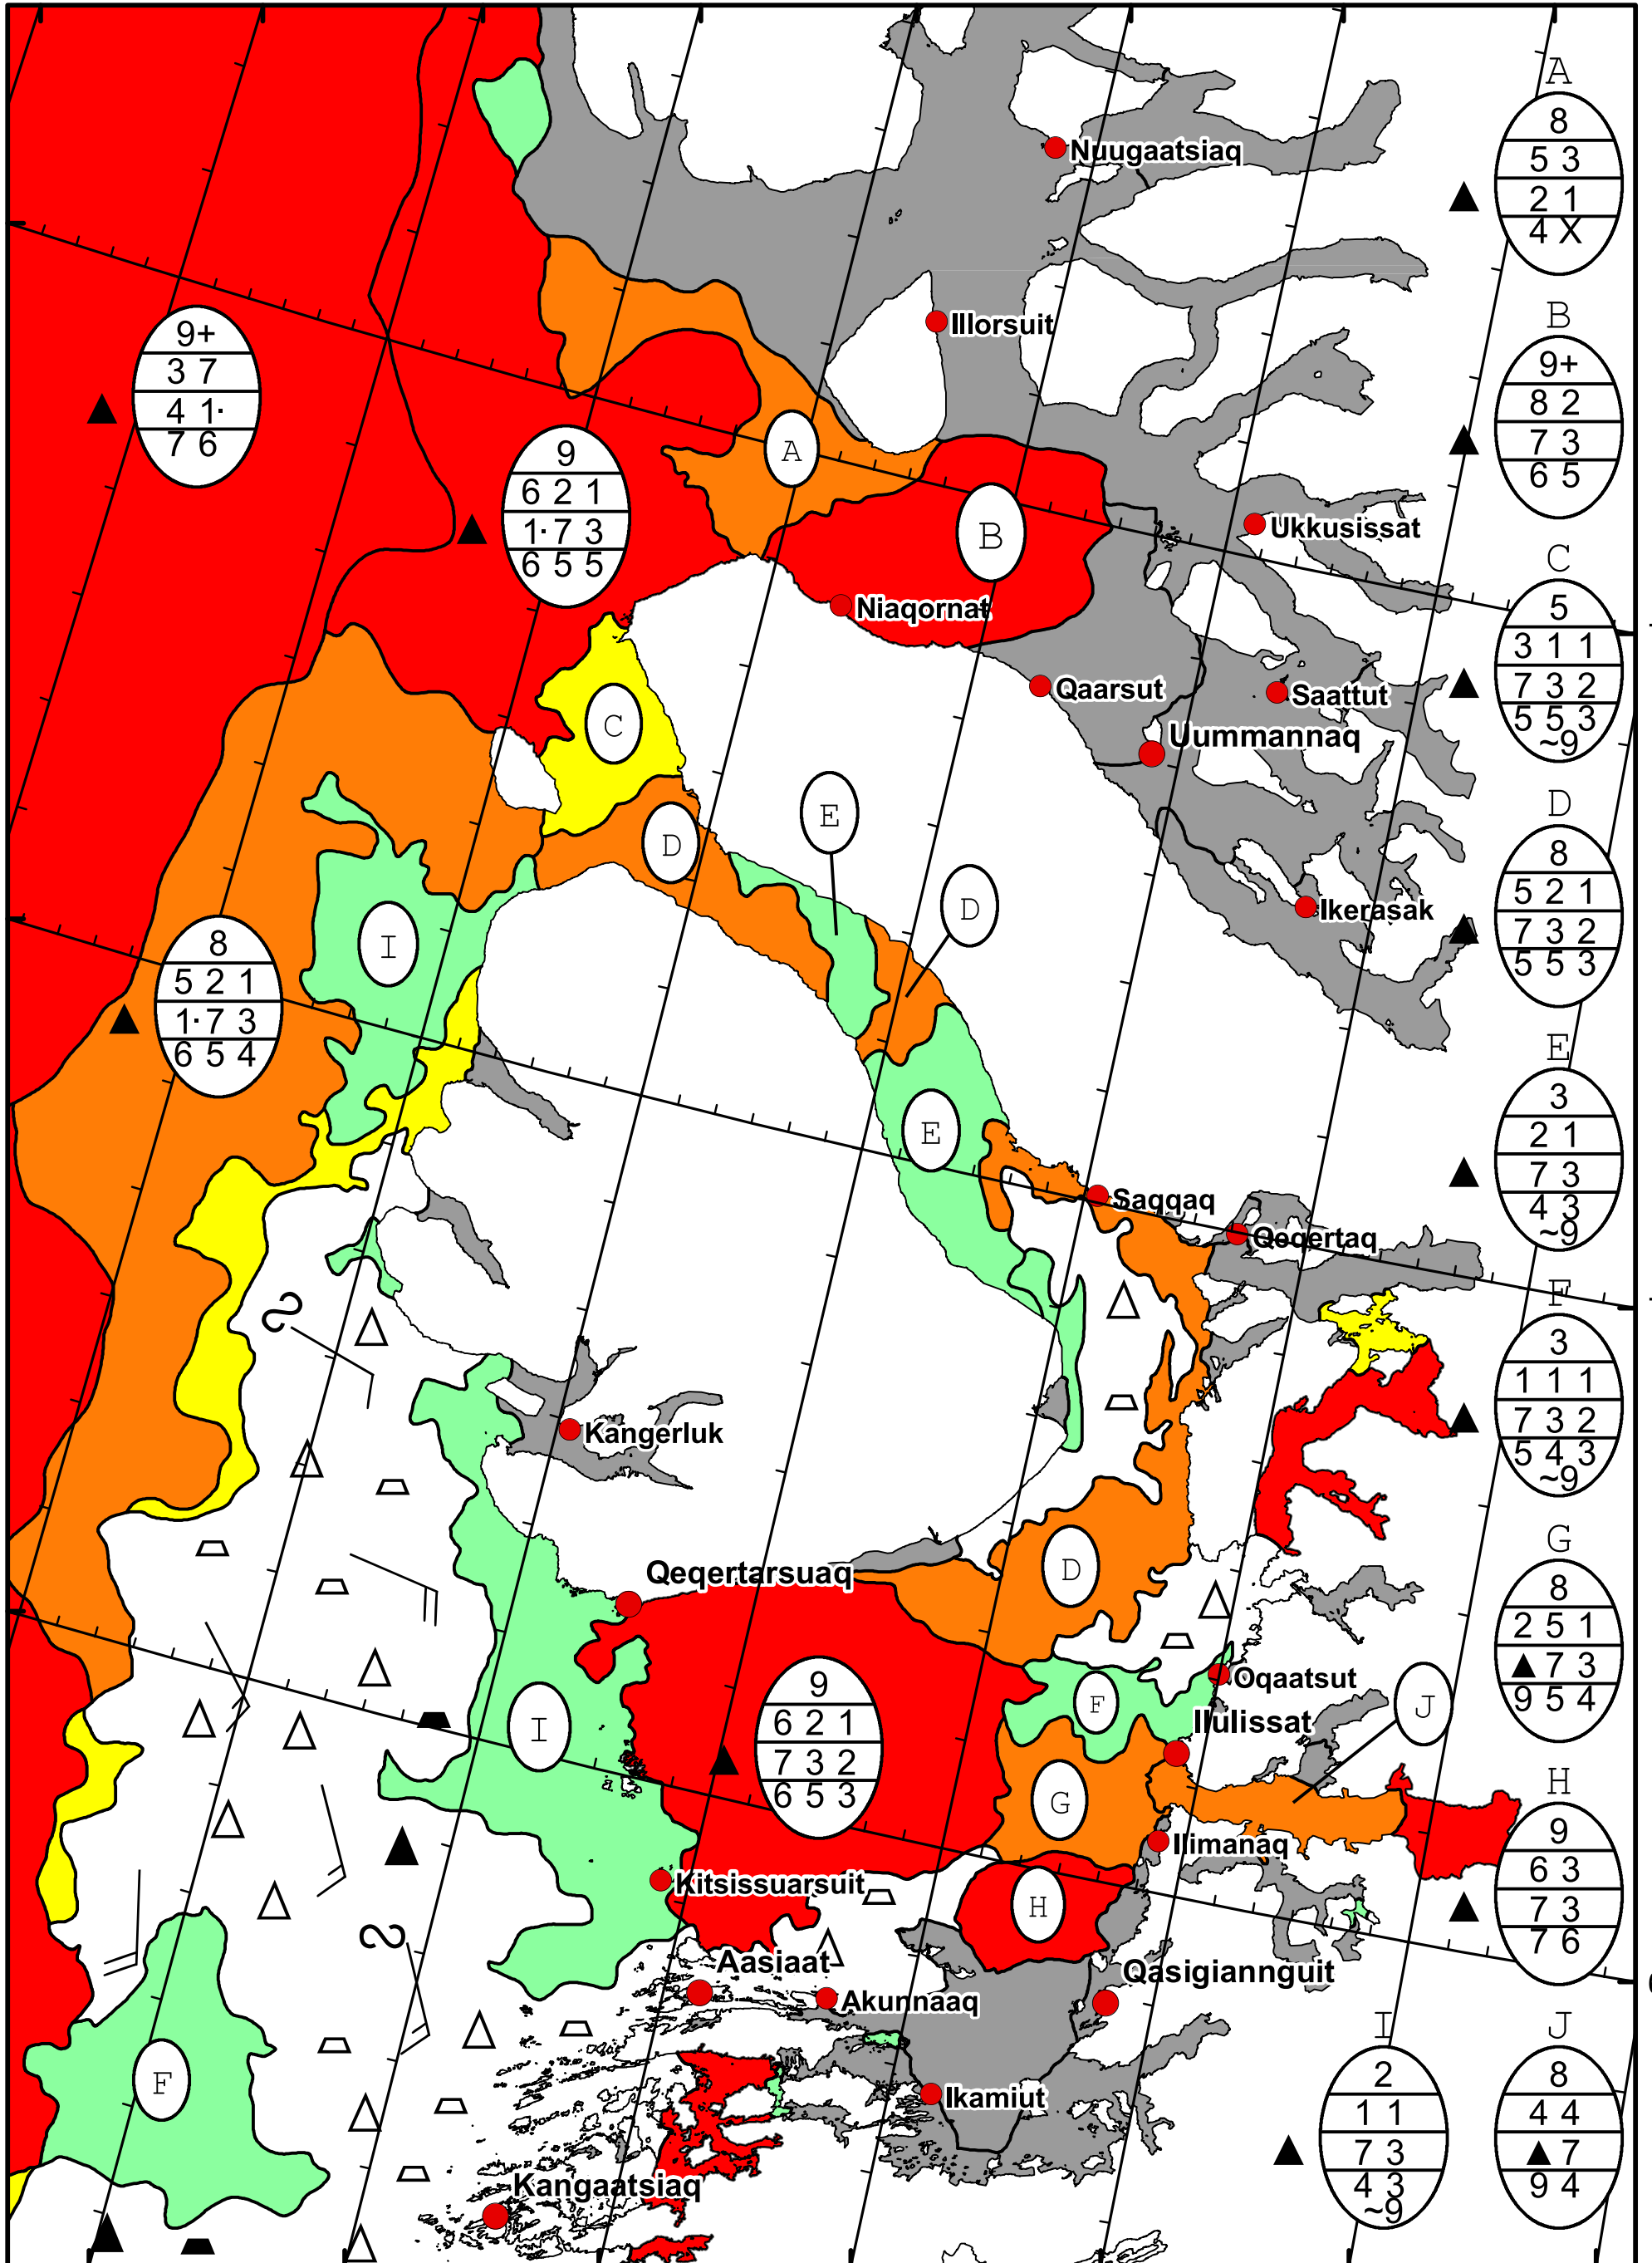 A
8
5 3
2 1
4 X
Nuugaatsiaq
Illorsuit
B
9+
8 2
7 3
6 5
9+
3 7
4 1·
7 6
9
6 2 1
1· 7 3
6 5 5
A
B
Ukkusissat
Niaqornat
C
5
3 1 1
7 3 2
5 5 3
~9
Qaarsut
Saattut
Uummannaq
C
D
E
D
Ikerasak
D
8
5 2 1
7 3 2
5 5 3
I
8
5 2 1
1· 7 3
6 5 4
E
E
3
2 1
7 3
4 3
~9
Saqqaq
Qeqertaq
F
3
1 1 1
7 3 2
5 4 3
~9
Kangerluk
Qeqertarsuaq
D
G
8
2 5 1
▲ 7 3
9 5 4
Oqaatsut
F
Ilulissat
J
I
9
6 2 1
7 3 2
6 5 3
G
Ilimanaq
H
9
6 3
7 3
7 6
Kitsissuarsuit
H
Aasiaat
Akunnaaq
Qasigiannguit
F
Ikamiut
I
2
1 1
7 3
4 3
~9
J
8
4 4
▲ 7
9 4
Kangaatsiaq